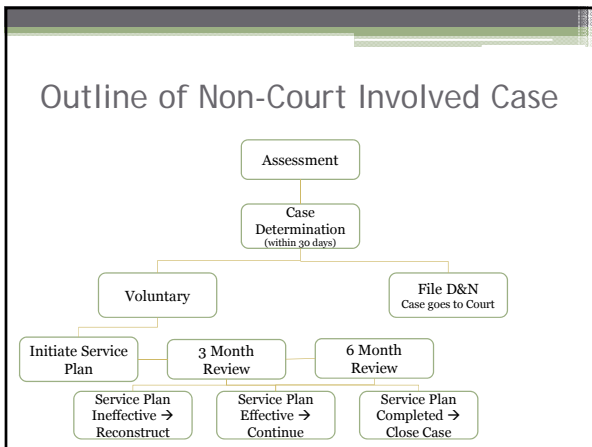 Outline of Non-Court Involved Case
Assessment
Case
Determination
(within 30 days)
Voluntary
File D&N
Case goes to Court
Initiate Service
Plan
3 Month
Review
6 Month
Review
Service Plan
Ineffective →
Reconstruct
Service Plan
Effective →
Continue
Service Plan
Completed →
Close Case